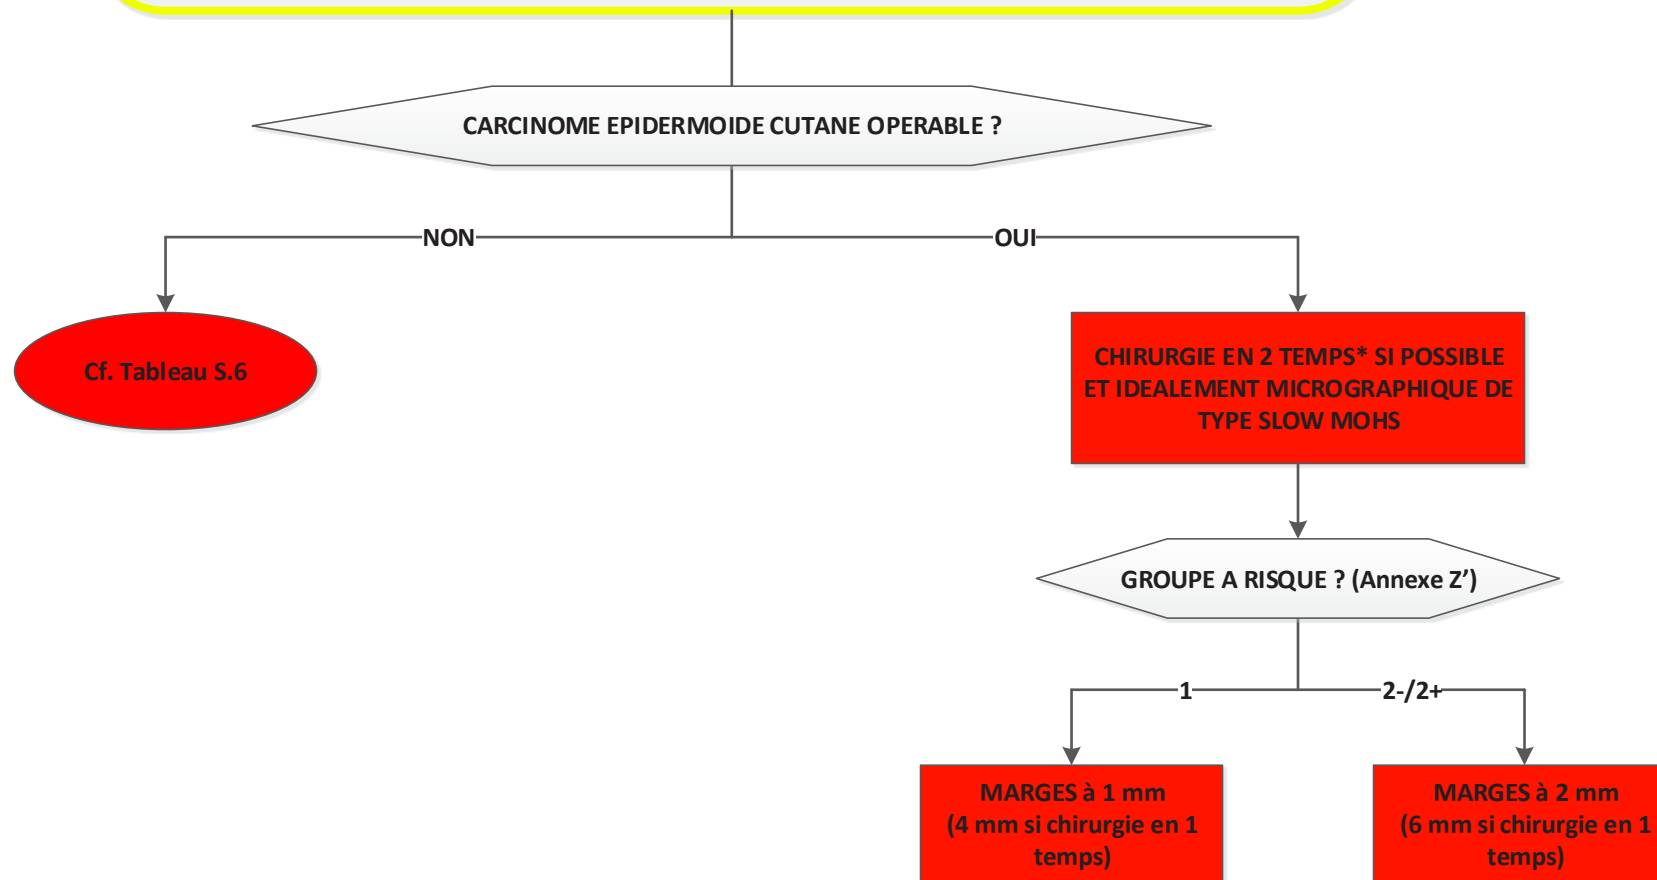 CARCINOME EPIDERMOIDE CUTANE OPERABLE ?
NON
OUI
Cf. Tableau S.6
CHIRURGIE EN 2 TEMPS* SI POSSIBLE
ET IDEALEMENT MICROGRAPHIQUE DE
TYPE SLOW MOHS
GROUPE A RISQUE ? (Annexe Z’)
1
2-/2+
MARGES à 1 mm
(4 mm si chirurgie en 1
temps)
MARGES à 2 mm
(6 mm si chirurgie en 1
temps)